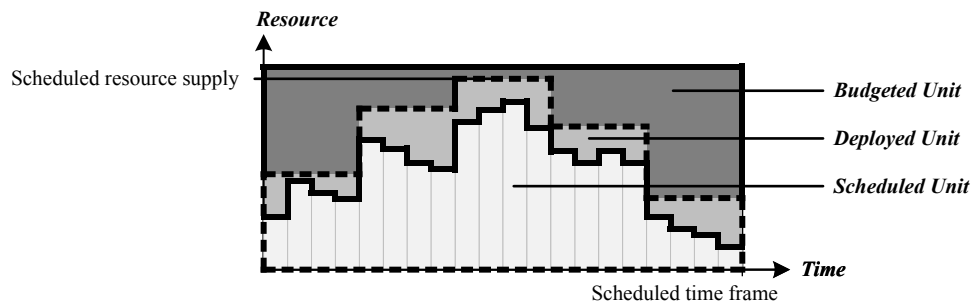 Resource
Scheduled resource supply
Budgeted Unit
Deployed Unit
Scheduled Unit
Time
Scheduled time frame